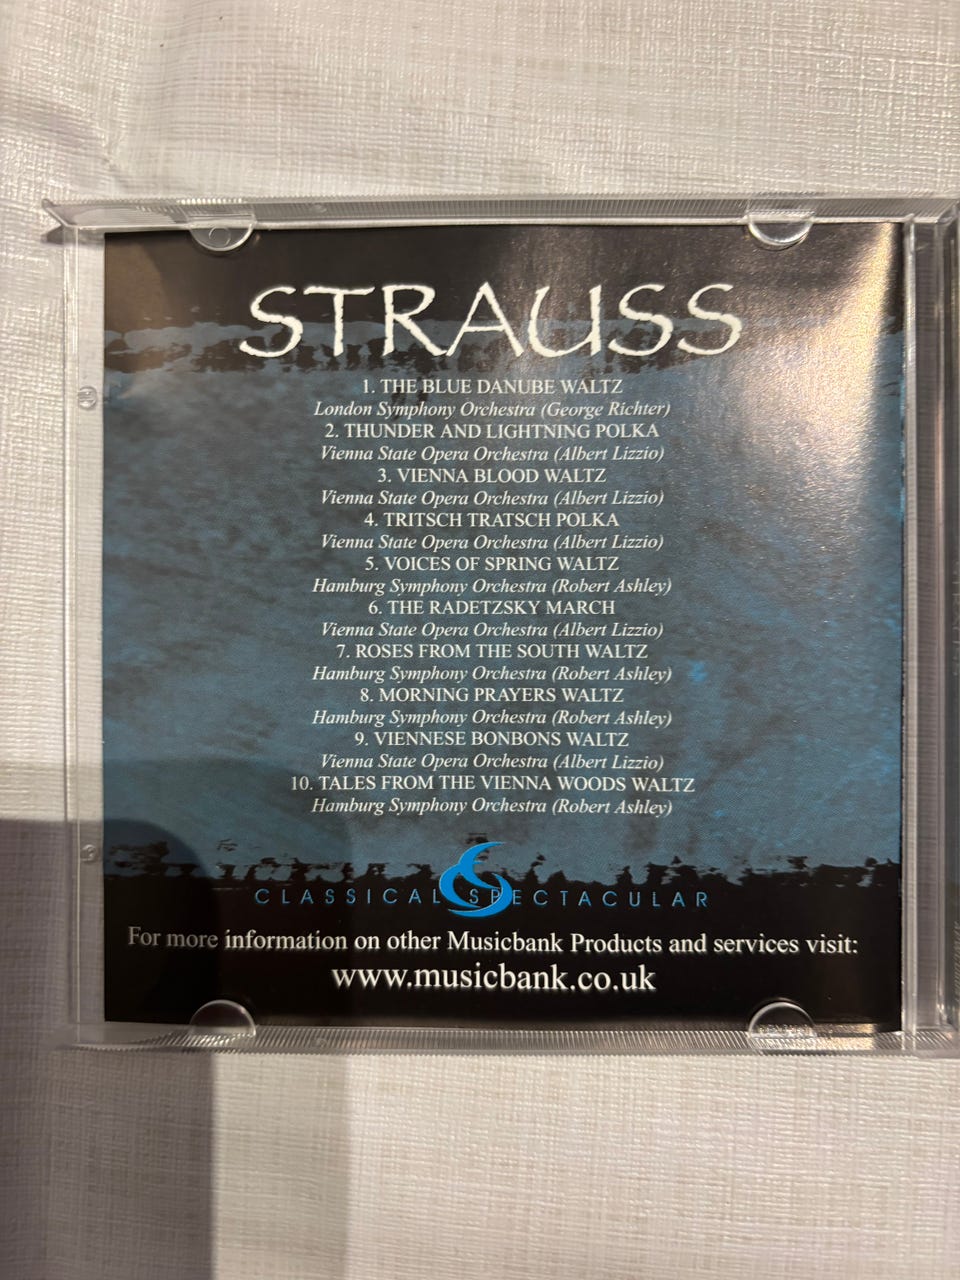 STRAUSS
1. THE BLUE DANUBE WALTZ
London Symphony Orchestra (George Richter)
2. THUNDER AND LIGHTNING POLKA
Vienna State Opera Orchestra (Albert Lizzio)
3. VIENNA BLOOD WALTZ
Vienna State Opera Orchestra (Albert Lizzio)
4. TRITSCH TRATSCH POLKA
Vienna State Opera Orchestra (Albert Lizzio)
5. VOICES OF SPRING WALTZ
Hamburg Symphony Orchestra (Robert Ashley)
6. THE RADETZSKY MARCH
Vienna State Opera Orchestra (Albert Lizzio)
7. ROSES FROM THE SOUTH WALTZ
Hamburg Symphony Orchestra (Robert Ashley)
8. MORNING PRAYERS WALTZ
Hamburg Symphony Orchestra (Robert Ashley)
9. VIENNESE BONBONS WALTZ
Vienna State Opera Orchestra (Albert Lizzio)
10. TALES FROM THE VIENNA WOODS WALTZ
Hamburg Symphony Orchestra (Robert Ashley)
CLASSICAL SPECTACULAR
For more information on other Musicbank Products and services visit:
www.musicbank.co.uk